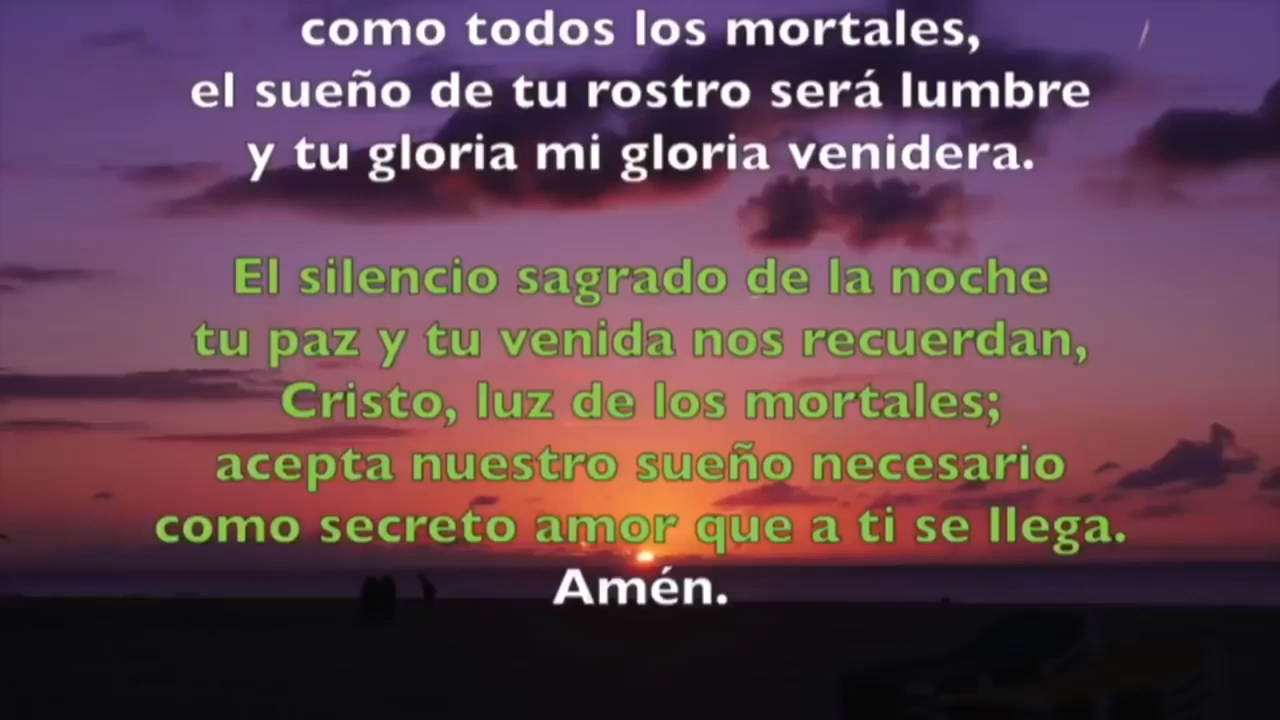 como todos los mortales,
el sueño de tu rostro será lumbre
y tu gloria mi gloria venidera.
El silencio sagrado de la noche
tu paz y tu venida nos recuerdan,
Cristo, luz de los mortales;
acepta nuestro sueño necesario
como secreto amor que a ti se llega.
Amén.